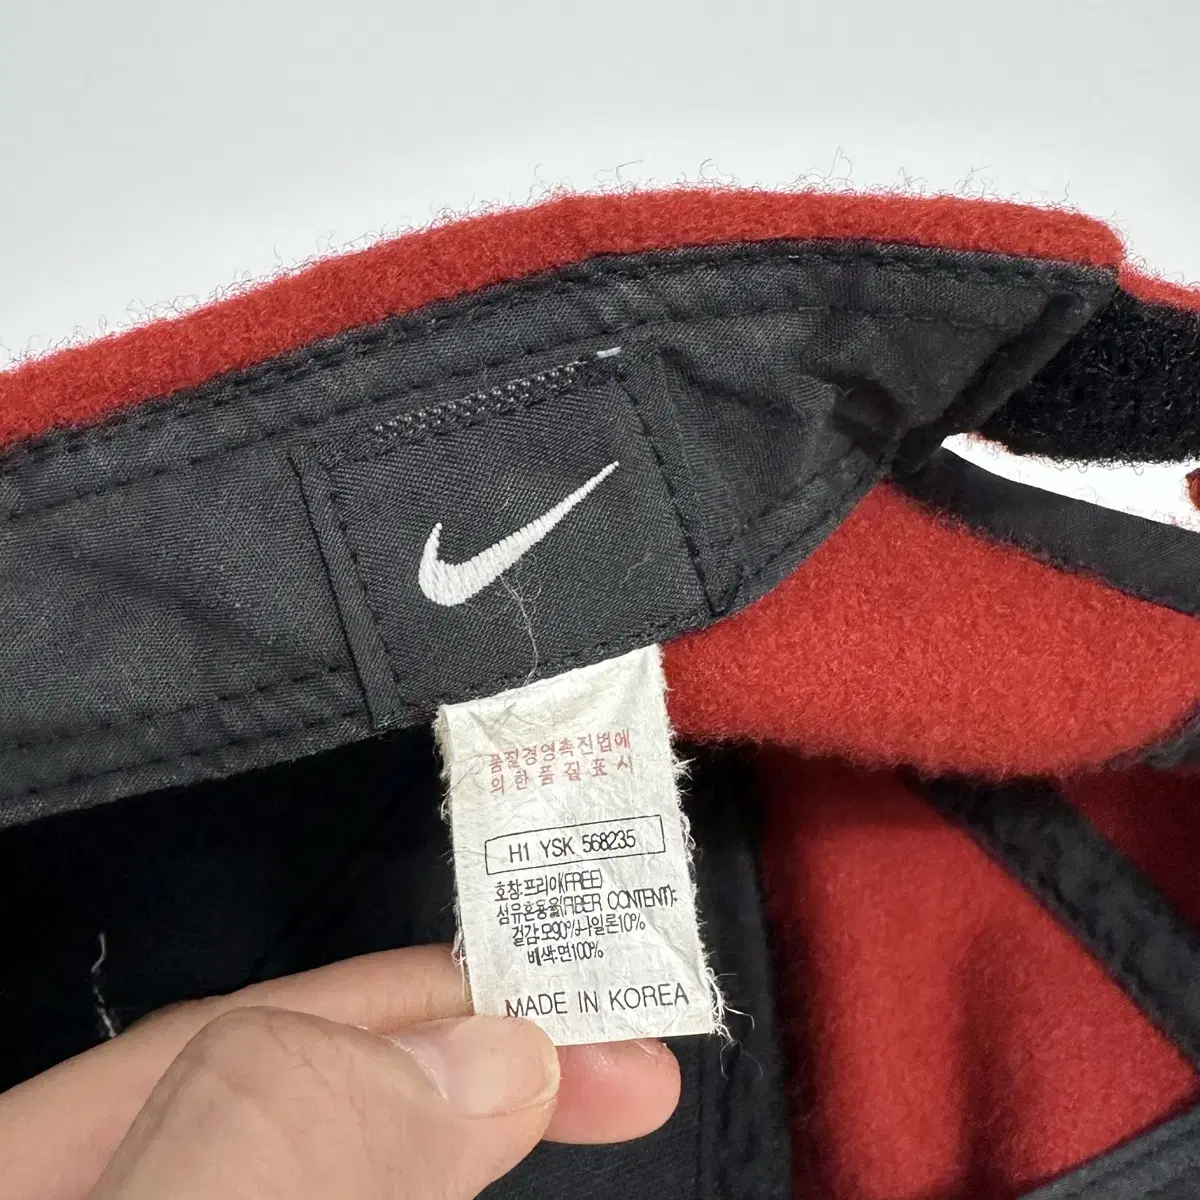 품질경영촉진법에
의한 품질표시
H1 YSK 568235
호칭:프리이(FREE)
섬유혼용율(FIBER CONTENT):
겉감:모90%나일론10%
배색:면100%
MADE IN KOREA